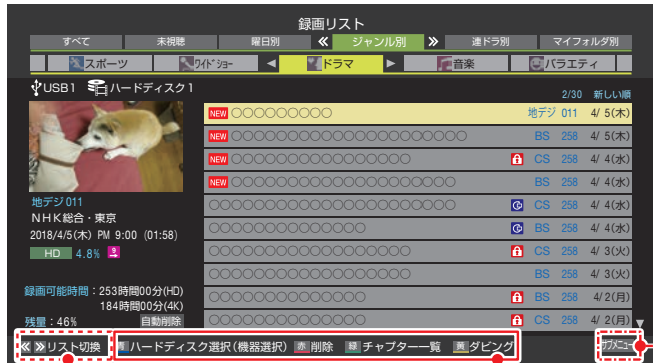 録画リスト
すべて 未視聴 曜日別 ≪ ジャンル別 ≫ 連ドラ別 マイフォルダ別
スポーツ ワイドショー ◀ ドラマ ▶ 音楽 バラエティ
USB1 ハードディスク1
2/30 新しい順
NEW ○○○○○○○○○ 地デジ 011 4/ 5(木)
NEW ○○○○○○○○○○○○○○○○○○○○○ BS 258 4/ 5(木)
NEW ○○○○○○○○○○○○○○○○ CS 258 4/ 4(水)
NEW ○○○○○○○○○○○○○○○○○○○○ BS 258 4/ 4(水)
○○○○○○○○○○○○○○○○○○ CS 258 4/ 4(水)
○○○○○○○○○○○○○○ BS 258 4/ 4(水)
○○○○○○○○○○○○○○○○○○ CS 258 4/ 3(火)
○○○○○○○○○○○○○○○○○○ BS 258 4/ 3(火)
○○○○○○○○○○○○○○ BS 258 4/ 2(月)
○○○○○○○○○○○○○○ CS 258 4/ 2(月)
地デジ 011
NHK総合・東京
2018/4/5(木) PM 9:00 (01:58)
HD 4.8% 9
録画可能時間：253時間00分(HD)
184時間00分(4K)
残量：46% 自動削除
≪ ≫ リスト切換 青 ハードディスク選択(機器選択) 赤 削除 緑 チャプター一覧 黄 ダビング サブメニュー